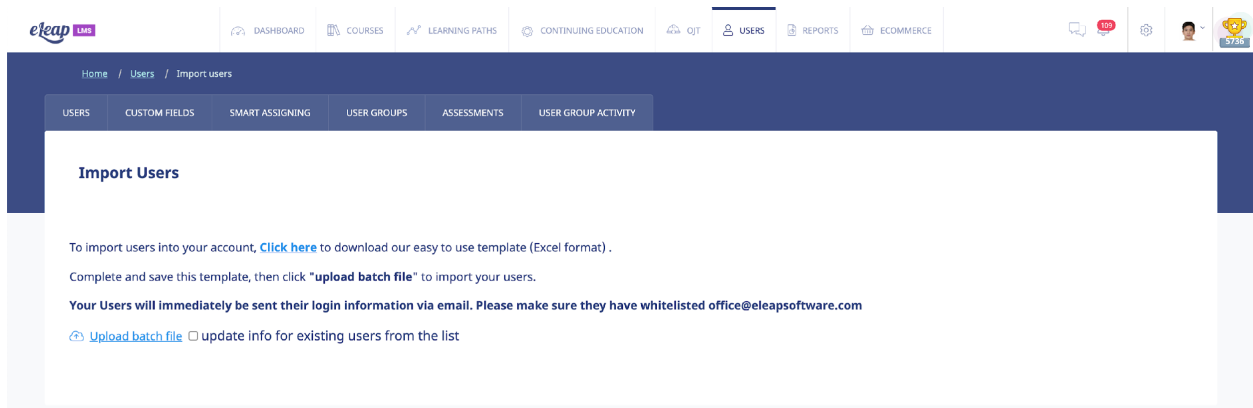 eleap LMS
DASHBOARD COURSES LEARNING PATHS CONTINUING EDUCATION OJT USERS REPORTS ECOMMERCE 109 5736
Home / Users / Import users
USERS CUSTOM FIELDS SMART ASSIGNING USER GROUPS ASSESSMENTS USER GROUP ACTIVITY
Import Users
To import users into your account, Click here to download our easy to use template (Excel format) .
Complete and save this template, then click "upload batch file" to import your users.
Your Users will immediately be sent their login information via email. Please make sure they have whitelisted office@eleapsoftware.com
Upload batch file update info for existing users from the list